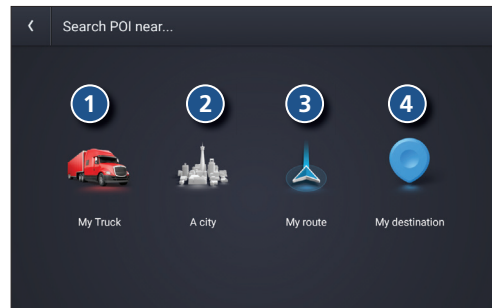 Search POI near...
1
2
3
4
My Truck
A city
My route
My destination